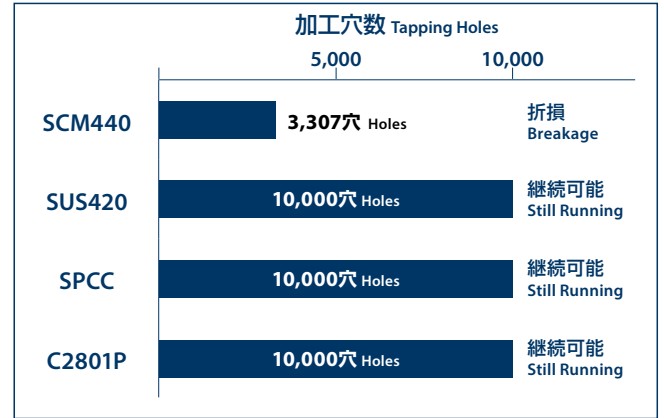 加工穴数 Tapping Holes
5,000 10,000
SCM440 3,307穴 Holes 折損
Breakage
SUS420 10,000穴 Holes 継続可能
Still Running
SPCC 10,000穴 Holes 継続可能
Still Running
C2801P 10,000穴 Holes 継続可能
Still Running